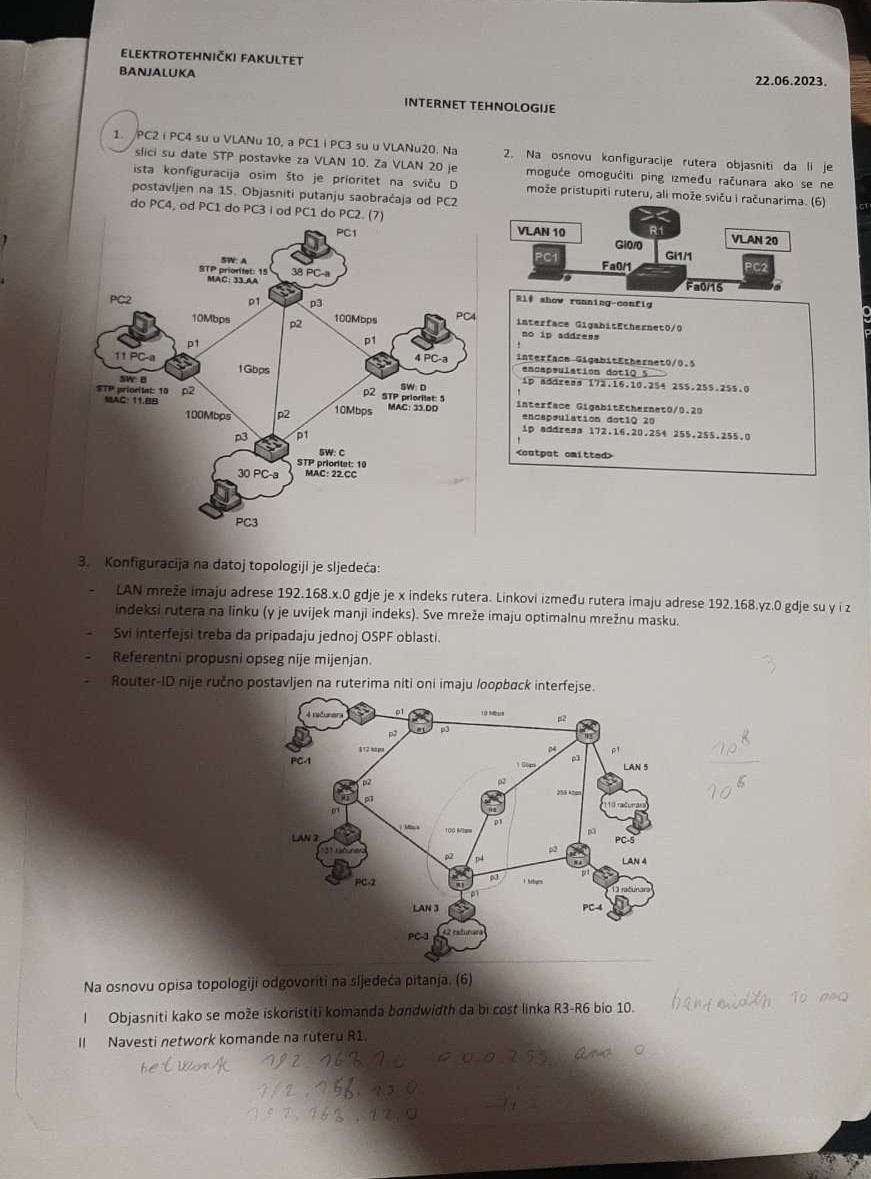 ELEKTROTEHNIČKI FAKULTET
BANJALUKA
22.06.2023.
INTERNET TEHNOLOGIJE
1. PC2 i PC4 su u VLANu 10, a PC1 i PC3 su u VLANu20. Na
slici su date STP postavke za VLAN 10. Za VLAN 20 je
ista konfiguracija osim što je prioritet na sviču D
postavljen na 15. Objasniti putanju saobraćaja od PC2
do PC4, od PC1 do PC3 i od PC1 do PC2. (7)
PC1
SW: A
STP prioritet: 15
MAC: 33.AA
38 PC-a
PC2
p1
p3
10Mbps
p2
100Mbps
PC4
p1
p1
11 PC-a
4 PC-a
1Gbps
SW: B
STP prioritet: 10
MAC: 11.BB
p2
p2
SW: D
STP prioritet: 5
MAC: 33.DD
100Mbps
p2
10Mbps
p3
p1
SW: C
STP prioritet: 10
MAC: 22.CC
30 PC-a
PC3
2. Na osnovu konfiguracije rutera objasniti da li je
moguće omogućiti ping između računara ako se ne
može pristupiti ruteru, ali može sviču i računarima. (6)
VLAN 10
R1
VLAN 20
Gi0/0
PC1
Gi1/1
Fa0/1
PC2
Fa0/15
R1# show running-config
interface GigabitEthernet0/0
no ip address
!
interface GigabitEthernet0/0.5
encapsulation dot1Q 5
ip address 172.16.10.254 255.255.255.0
!
interface GigabitEthernet0/0.20
encapsulation dot1Q 20
ip address 172.16.20.254 255.255.255.0
!
<output omitted>
3. Konfiguracija na datoj topologiji je sljedeća:
- LAN mreže imaju adrese 192.168.x.0 gdje je x indeks rutera. Linkovi između rutera imaju adrese 192.168.yz.0 gdje su y i z
indeksi rutera na linku (y je uvijek manji indeks). Sve mreže imaju optimalnu mrežnu masku.
- Svi interfejsi treba da pripadaju jednoj OSPF oblasti.
- Referentni propusni opseg nije mijenjan.
- Router-ID nije ručno postavljen na ruterima niti oni imaju loopback interfejse.
4 računara
p1
R1
10 Mbps
p2
p2
p3
R5
PC-1
512 kbps
p4
p3
p1
1 Gbps
LAN 5
p2
p2
R2
p3
256 kbps
110 računara
p1
R6
1 Mbps
100 Mbps
p1
p3
PC-5
LAN 2
131 računara
p2
p4
p2
R4
LAN 4
PC-2
R3
p3
1 Mbps
p1
13 računara
p1
LAN 3
PC-4
PC-3
42 računara
10⁸
10⁶
Na osnovu opisa topologiji odgovoriti na sljedeća pitanja. (6)
I Objasniti kako se može iskoristiti komanda bandwidth da bi cost linka R3-R6 bio 10.
bandwidth 10 000
II Navesti network komande na ruteru R1.
network 192.168.1.0 0.0.0.255 area 0
192.168.13.0
192.168.12.0